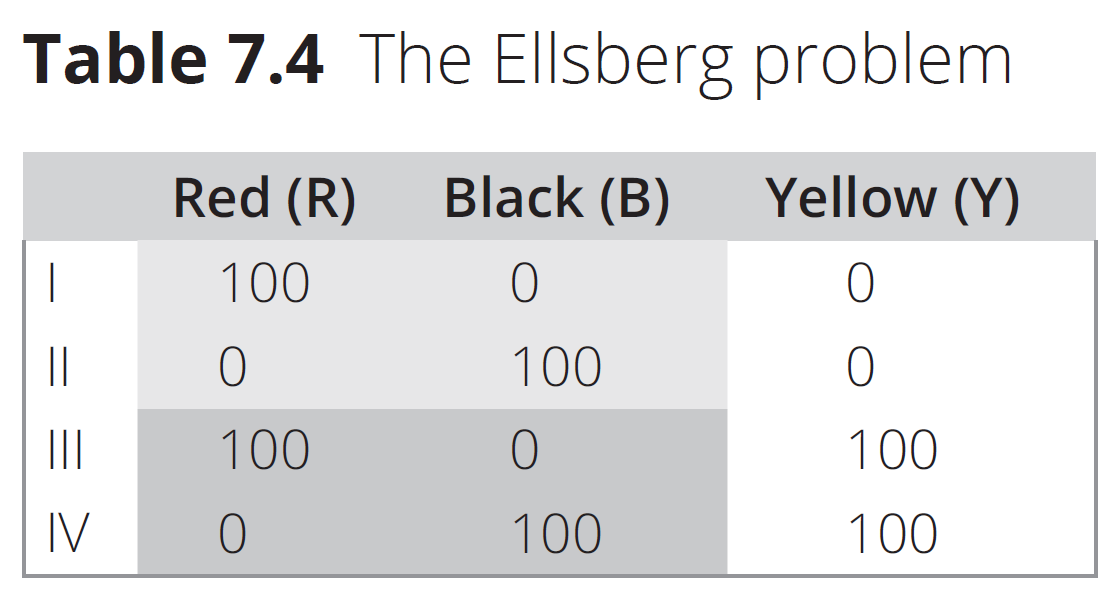 Table 7.4 The Ellsberg problem
Red (R) Black (B) Yellow (Y)
I 100 0 0
II 0 100 0
III 100 0 100
IV 0 100 100